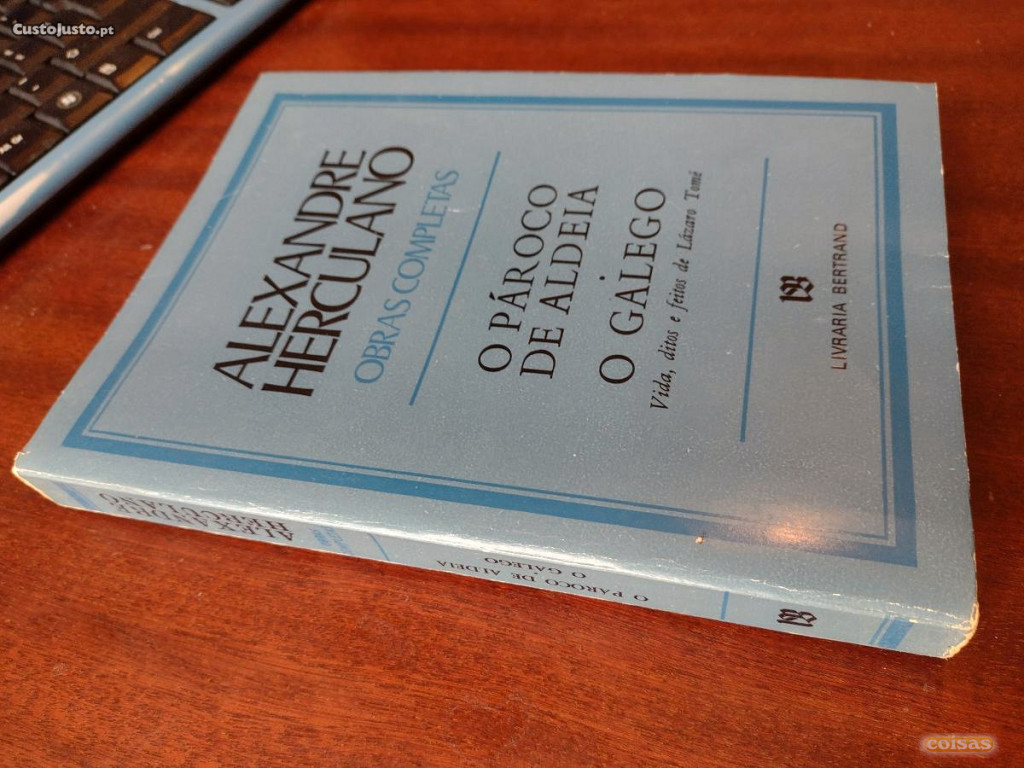 CustoJusto.pt
ALEXANDRE
HERCULANO
OBRAS COMPLETAS
O PÁROCO
DE ALDEIA
O GALEGO
Vida, ditos e feitos de Lázaro Tomé
LIVRARIA BERTRAND
ALEXANDRE
HERCULANO
O PÁROCO DE ALDEIA
O GALEGO
coisas